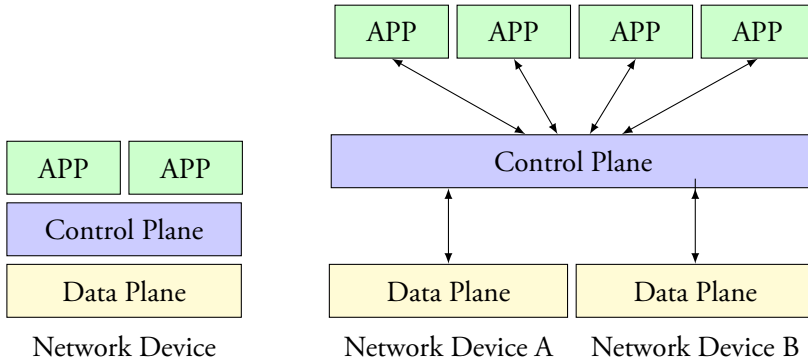 APP APP APP APP
Control Plane
Data Plane Data Plane
Network Device A Network Device B
APP APP
Control Plane
Data Plane
Network Device